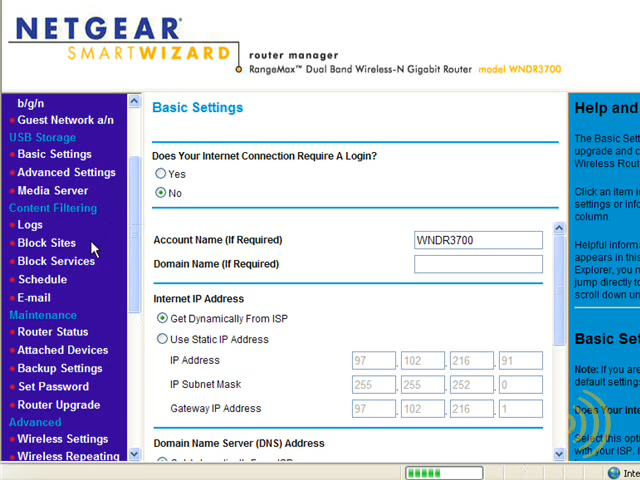 NETGEAR®
SMARTWIZARD
router manager
RangeMax™ Dual Band Wireless-N Gigabit Router model WNDR3700
b/g/n
Guest Network a/n
USB Storage
Basic Settings
Advanced Settings
Media Server
Content Filtering
Logs
Block Sites
Block Services
Schedule
E-mail
Maintenance
Router Status
Attached Devices
Backup Settings
Set Password
Router Upgrade
Advanced
Wireless Settings
Wireless Repeating
Basic Settings
Does Your Internet Connection Require A Login?
Yes
No
Account Name (If Required) WNDR3700
Domain Name (If Required)
Internet IP Address
Get Dynamically From ISP
Use Static IP Address
IP Address 97 . 102 . 216 . 91
IP Subnet Mask 255 . 255 . 252 . 0
Gateway IP Address 97 . 102 . 216 . 1
Domain Name Server (DNS) Address
Get Automatically From ISP
Help and
The Basic Set
upgrade and c
Wireless Rout
Click an item i
settings or info
column.
Helpful informa
appears in this
Explorer, you m
jump directly to
scroll down un
Basic Set
Note: If you are
default settings
Does Your Inte
Select this opti
with your ISP. I
Inte